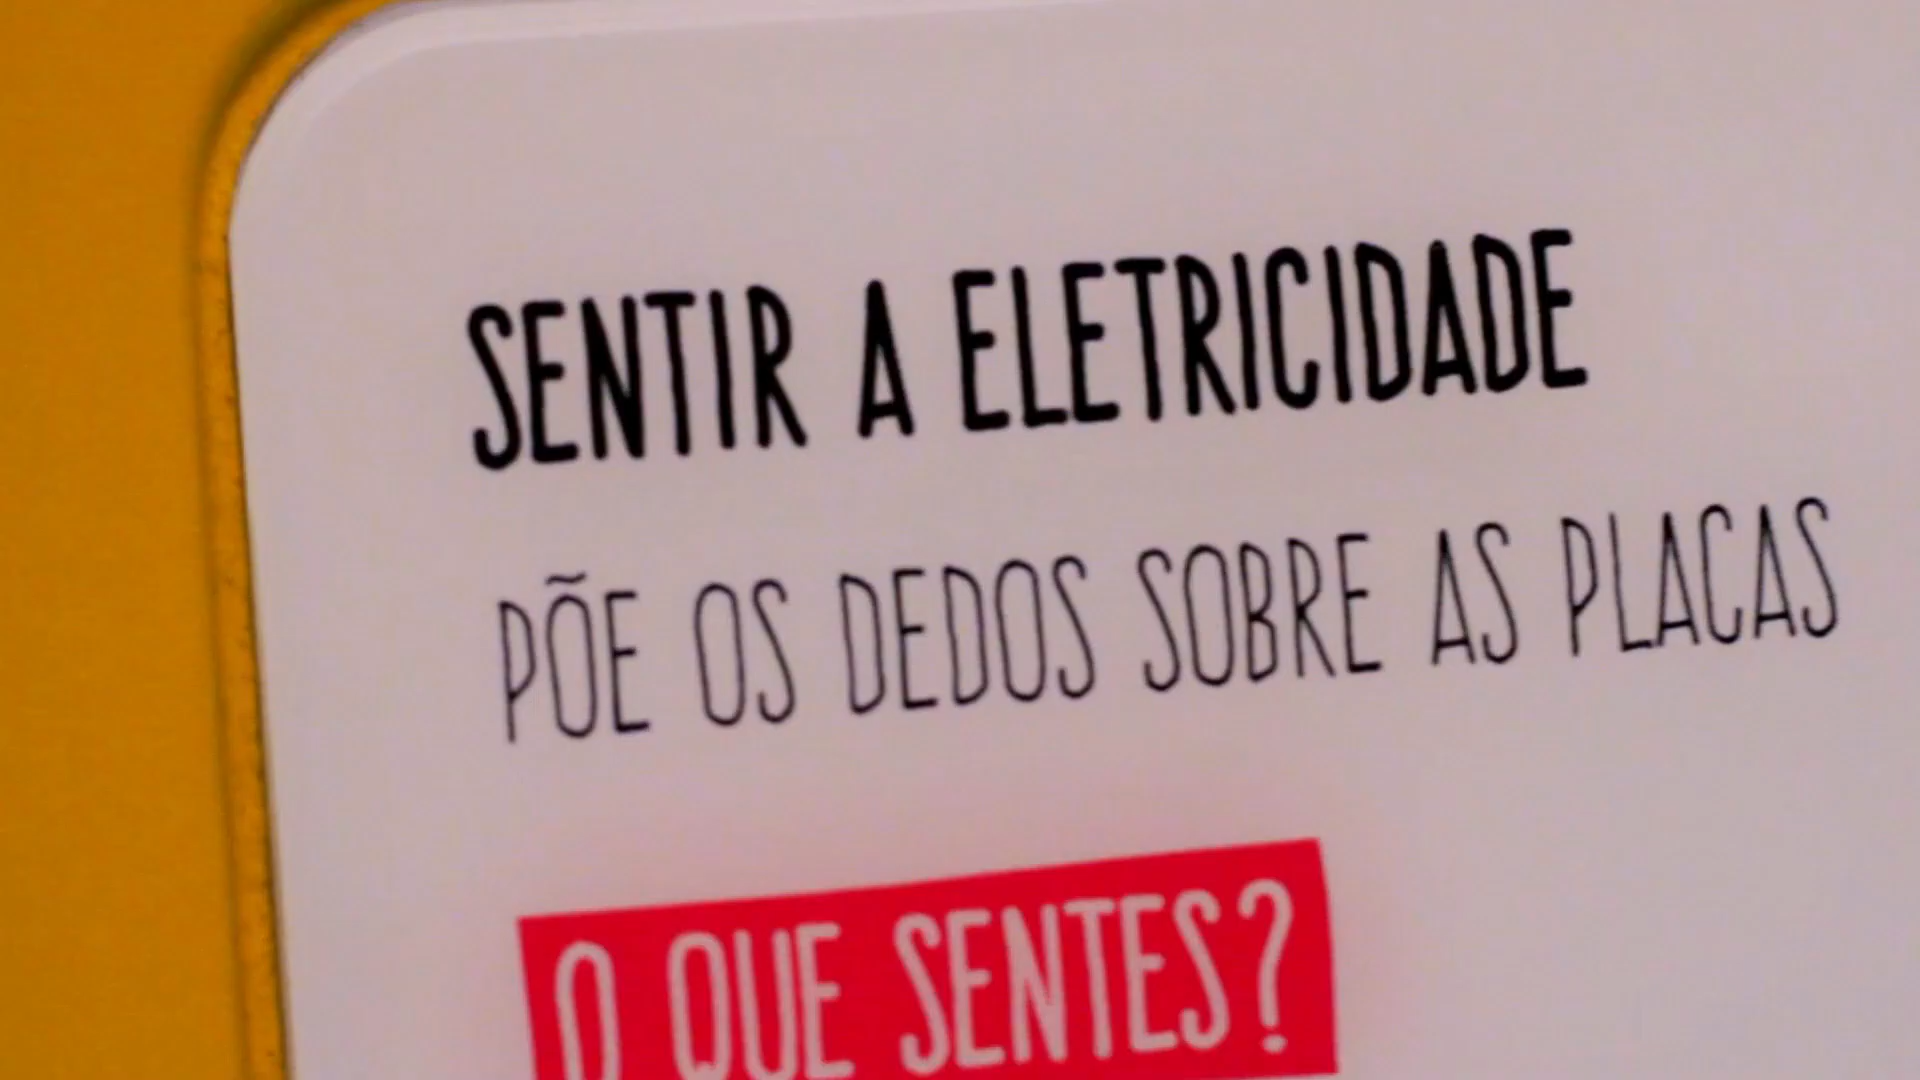 SENTIR A ELETRICIDADE
PÕE OS DEDOS SOBRE AS PLACAS
O QUE SENTES?